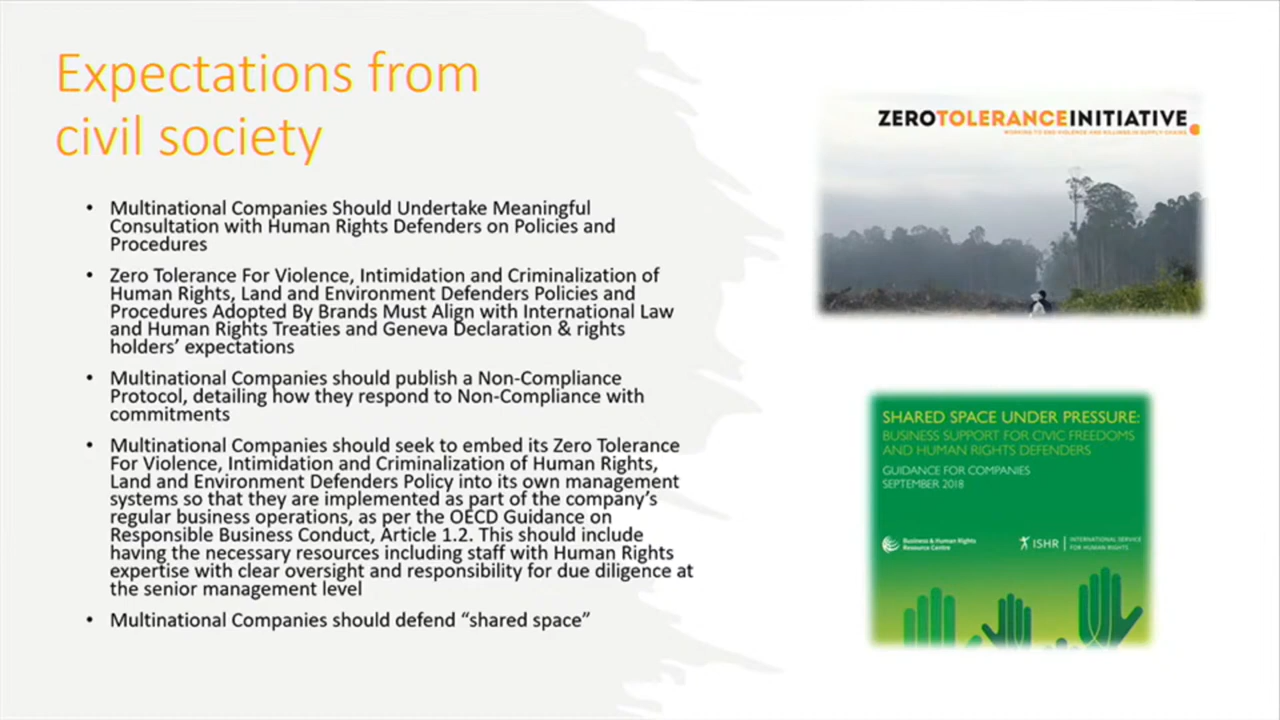 Expectations from
civil society
• Multinational Companies Should Undertake Meaningful
Consultation with Human Rights Defenders on Policies and
Procedures
• Zero Tolerance For Violence, Intimidation and Criminalization of
Human Rights, Land and Environment Defenders Policies and
Procedures Adopted By Brands Must Align with International Law
and Human Rights Treaties and Geneva Declaration & rights
holders’ expectations
• Multinational Companies should publish a Non-Compliance
Protocol, detailing how they respond to Non-Compliance with
commitments
• Multinational Companies should seek to embed its Zero Tolerance
For Violence, Intimidation and Criminalization of Human Rights,
Land and Environment Defenders Policy into its own management
systems so that they are implemented as part of the company’s
regular business operations, as per the OECD Guidance on
Responsible Business Conduct, Article 1.2. This should include
having the necessary resources including staff with Human Rights
expertise with clear oversight and responsibility for due diligence at
the senior management level
• Multinational Companies should defend “shared space”
ZEROTOLERANCEINITIATIVE
WORKING TO END VIOLENCE AND KILLINGS IN SUPPLY CHAINS
SHARED SPACE UNDER PRESSURE:
BUSINESS SUPPORT FOR CIVIC FREEDOMS
AND HUMAN RIGHTS DEFENDERS
GUIDANCE FOR COMPANIES
SEPTEMBER 2018
Business & Human Rights
Resource Centre
ISHR
INTERNATIONAL SERVICE
FOR HUMAN RIGHTS